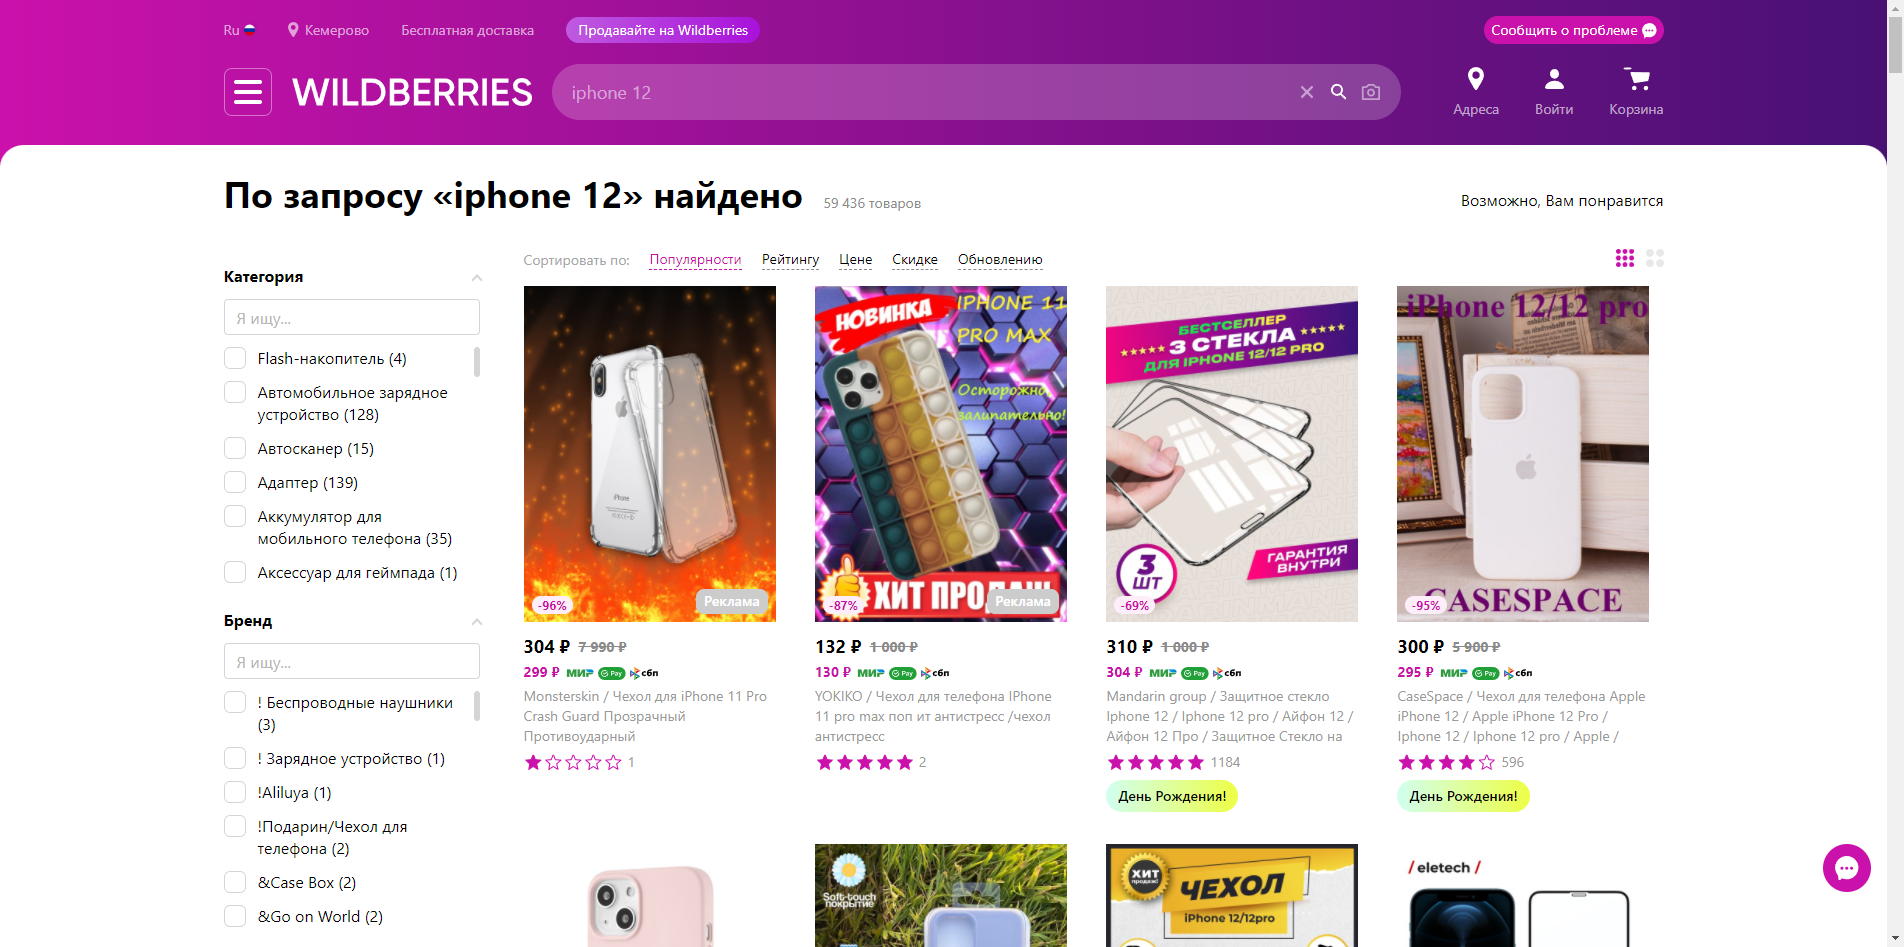 Ru
Кемерово
Бесплатная доставка
Продавайте на Wildberries
Сообщить о проблеме
WILDBERRIES
iphone 12
Адреса
Войти
Корзина
По запросу «iphone 12» найдено
59 436 товаров
Возможно, Вам понравится
Категория
Я ищу...
Flash-накопитель (4)
Автомобильное зарядное
устройство (128)
Автосканер (15)
Адаптер (139)
Аккумулятор для
мобильного телефона (35)
Аксессуар для геймпада (1)
Бренд
Я ищу...
! Беспроводные наушники
(3)
! Зарядное устройство (1)
!Aliluya (1)
!Подарин/Чехол для
телефона (2)
&Case Box (2)
&Go on World (2)
Сортировать по:
Популярности
Рейтингу
Цене
Скидке
Обновлению
iPhone
-96%
Реклама
304 ₽ 7 990 ₽
299 ₽ МИР Pay сбп
Monsterskin / Чехол для iPhone 11 Pro
Crash Guard Прозрачный
Противоударный
1
НОВИНКА
IPHONE 11
PRO MAX
Осторожно,
залипательно!
ХИТ ПРОДАЖ
-87%
Реклама
132 ₽ 1 000 ₽
130 ₽ МИР Pay сбп
YOKIKO / Чехол для телефона IPhone
11 pro max поп ит антистресс /чехол
антистресс
2
БЕСТСЕЛЛЕР
3 СТЕКЛА
ДЛЯ IPHONE 12/12 PRO
3
ШТ
ГАРАНТИЯ
ВНУТРИ
-69%
310 ₽ 1 000 ₽
304 ₽ МИР Pay сбп
Mandarin group / Защитное стекло
Iphone 12 / Iphone 12 pro / Айфон 12 /
Айфон 12 Про / Защитное Стекло на
1184
День Рождения!
iPhone 12/12 pro
CASESPACE
-95%
300 ₽ 5 900 ₽
295 ₽ МИР Pay сбп
CaseSpace / Чехол для телефона Apple
iPhone 12 / Apple iPhone 12 Pro /
Iphone 12 / Iphone 12 pro / Apple /
596
День Рождения!
Soft-touch
покрытие
ХИТ
продаж!
ЧЕХОЛ
iPhone 12/12pro
/ eletech /